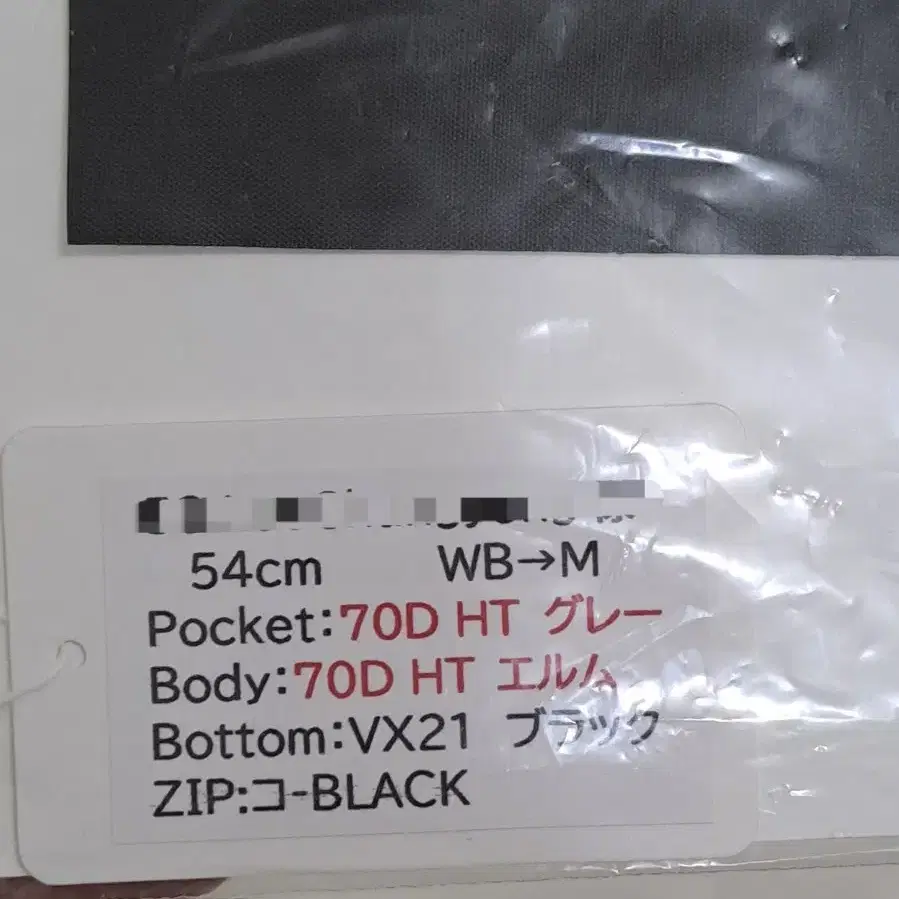 54cm WB→M
Pocket:70D HT グレー
Body:70D HT エルム
Bottom:VX21 ブラック
ZIP:コ-BLACK